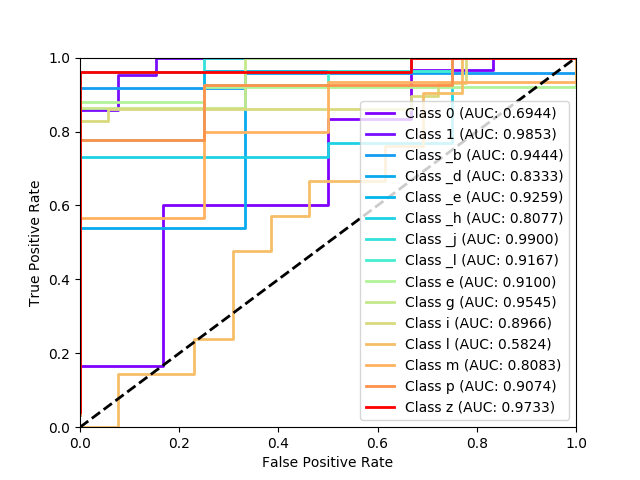 1.0
0.8
0.6
0.4
0.2
0.0
0.0 0.2 0.4 0.6 0.8 1.0
True Positive Rate
False Positive Rate
Class 0 (AUC: 0.6944)
Class 1 (AUC: 0.9853)
Class _b (AUC: 0.9444)
Class _d (AUC: 0.8333)
Class _e (AUC: 0.9259)
Class _h (AUC: 0.8077)
Class _j (AUC: 0.9900)
Class _l (AUC: 0.9167)
Class e (AUC: 0.9100)
Class g (AUC: 0.9545)
Class i (AUC: 0.8966)
Class l (AUC: 0.5824)
Class m (AUC: 0.8083)
Class p (AUC: 0.9074)
Class z (AUC: 0.9733)